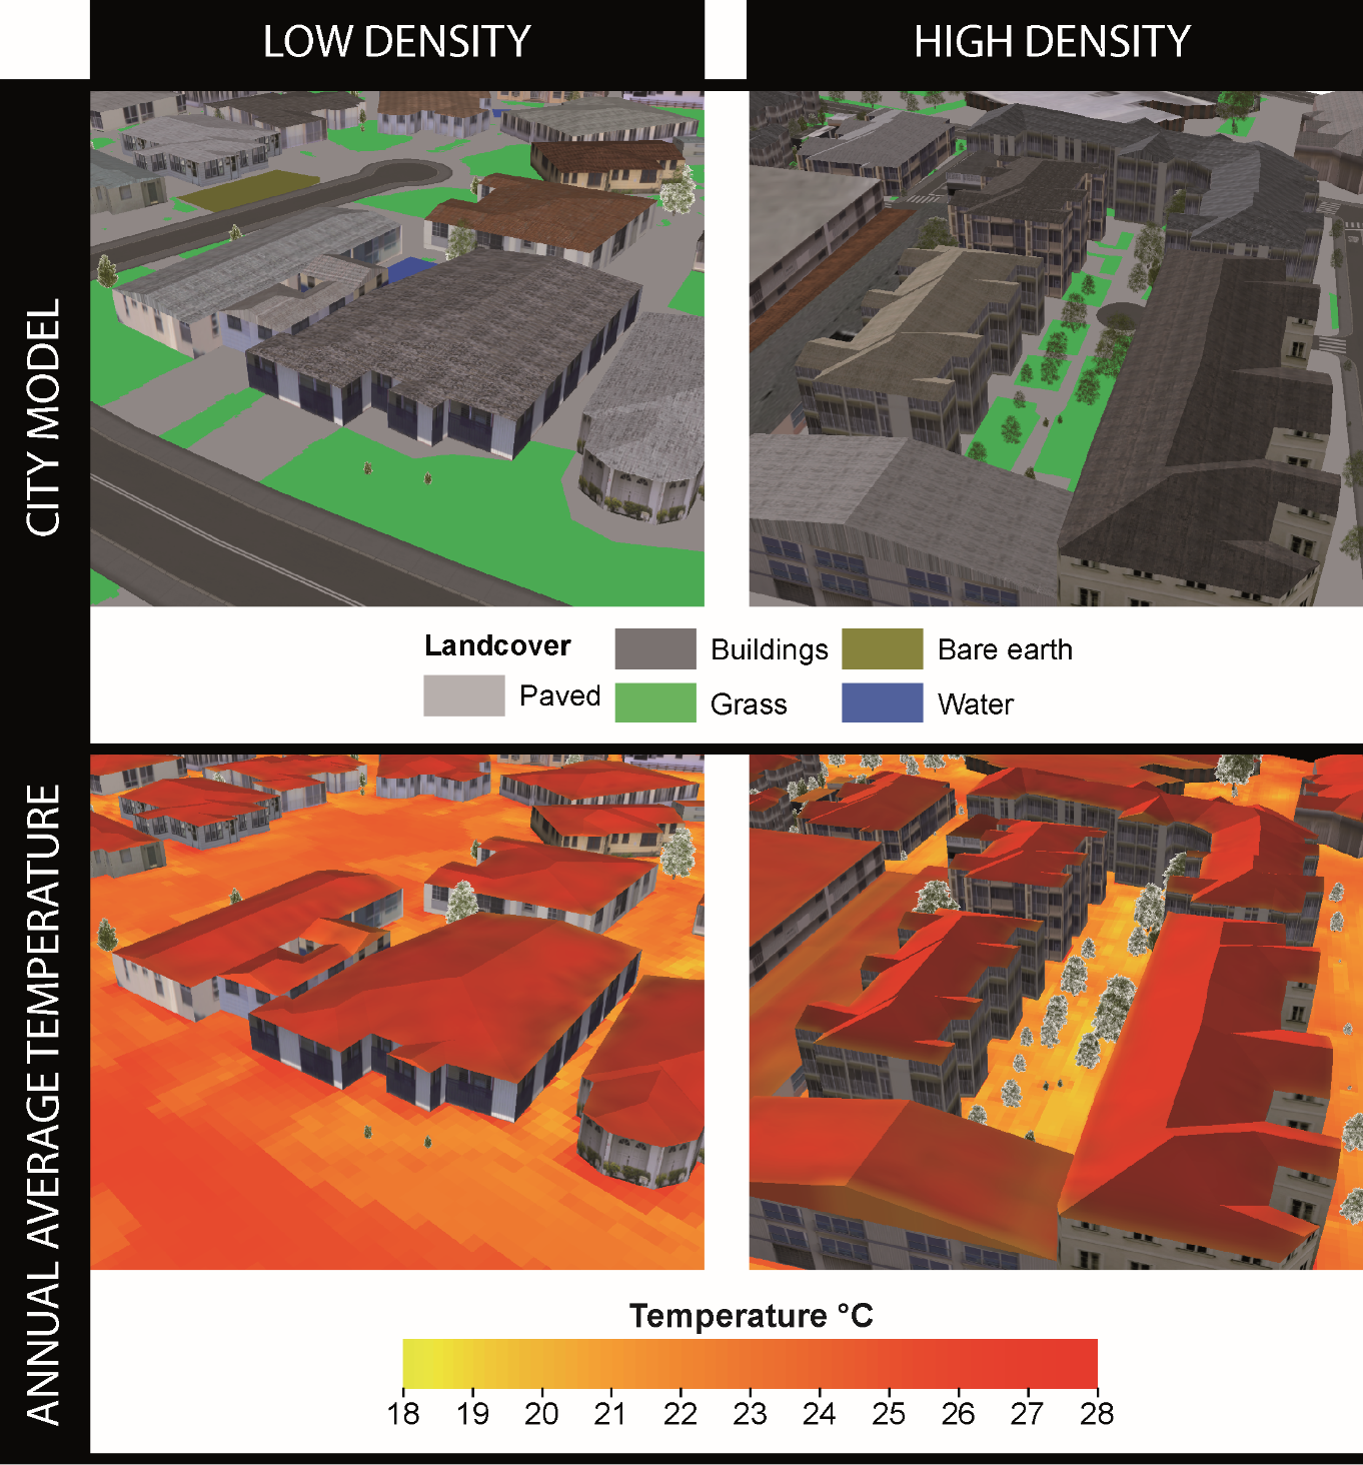 LOW DENSITY
HIGH DENSITY
CITY MODEL
Landcover
Buildings
Bare earth
Paved
Grass
Water
ANNUAL AVERAGE TEMPERATURE
Temperature °C
18 19 20 21 22 23 24 25 26 27 28